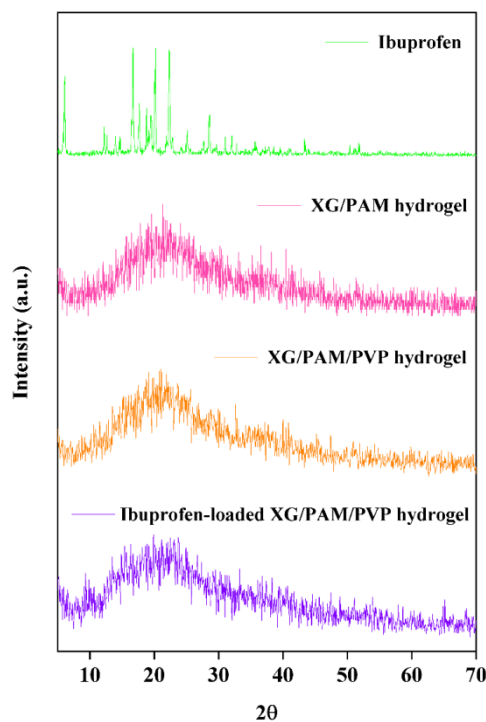 Ibuprofen
XG/PAM hydrogel
XG/PAM/PVP hydrogel
Ibuprofen-loaded XG/PAM/PVP hydrogel
Intensity (a.u.)
10 20 30 40 50 60 70
2θ